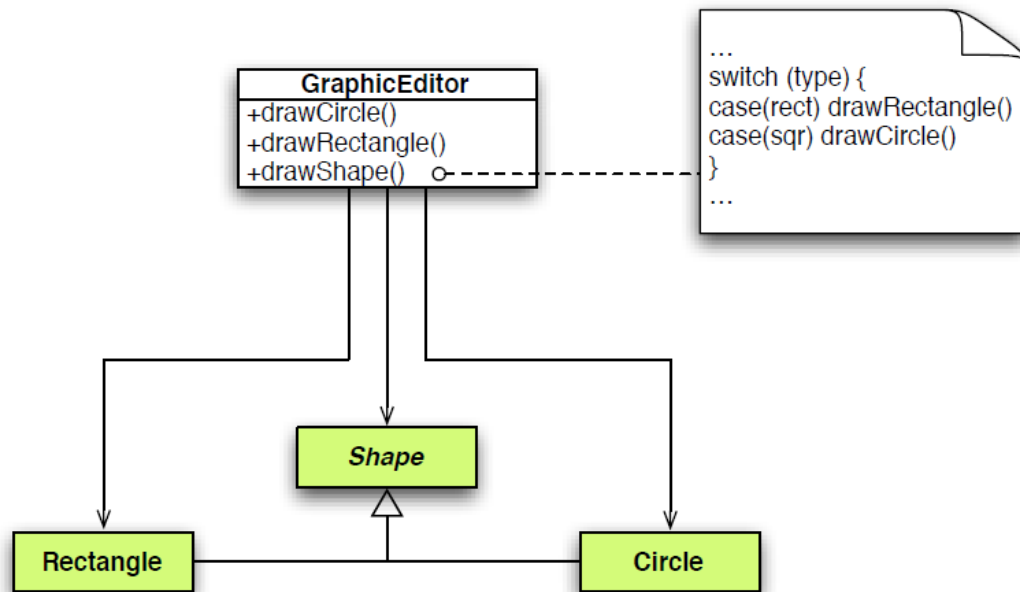 GraphicEditor
+drawCircle()
+drawRectangle()
+drawShape()
...
switch (type) {
case(rect) drawRectangle()
case(sqr) drawCircle()
}
...
Shape
Rectangle
Circle